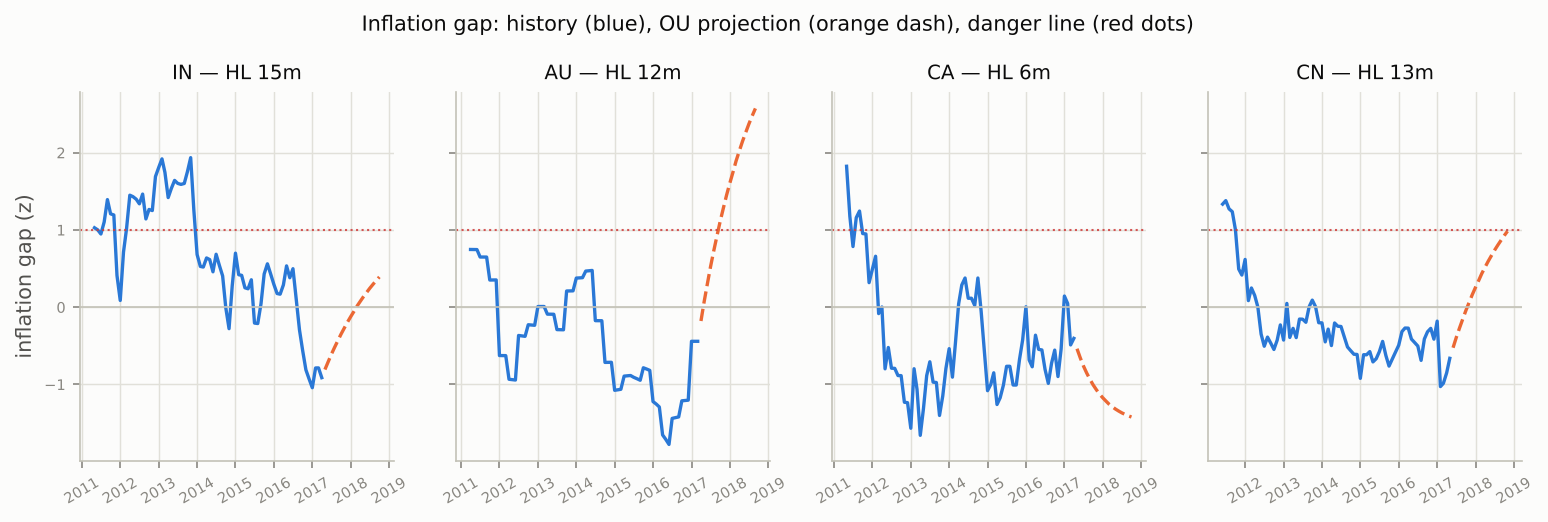 Inflation gap: history (blue), OU projection (orange dash), danger line (red dots)
IN — HL 15m
AU — HL 12m
CA — HL 6m
CN — HL 13m
inflation gap (z)
2
1
0
−1
2011 2012 2013 2014 2015 2016 2017 2018 2019
2011 2012 2013 2014 2015 2016 2017 2018 2019
2011 2012 2013 2014 2015 2016 2017 2018 2019
2012 2013 2014 2015 2016 2017 2018 2019